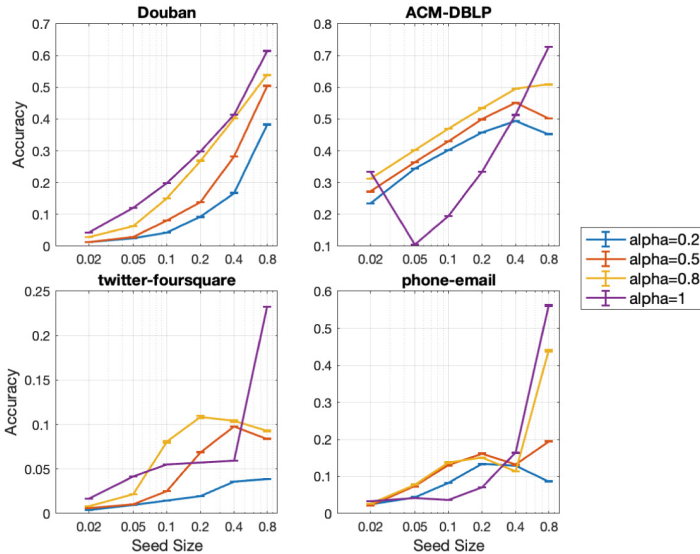 Douban
0.7
0.6
0.5
0.4
0.3
0.2
0.1
0
Accuracy
0.02 0.05 0.1 0.2 0.4 0.8
ACM-DBLP
0.8
0.7
0.6
0.5
0.4
0.3
0.2
0.1
0.02 0.05 0.1 0.2 0.4 0.8
alpha=0.2
alpha=0.5
alpha=0.8
alpha=1
twitter-foursquare
0.25
0.2
0.15
0.1
0.05
0
Accuracy
0.02 0.05 0.1 0.2 0.4 0.8
Seed Size
phone-email
0.6
0.5
0.4
0.3
0.2
0.1
0
0.02 0.05 0.1 0.2 0.4 0.8
Seed Size